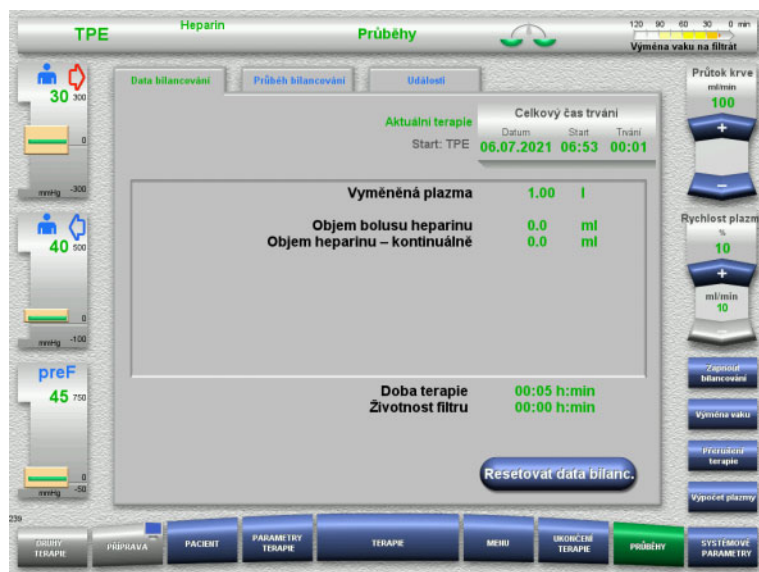 TPE
Heparin
Průběhy
120 90 60 30 0 min
Výměna vaku na filtrát
30 300
0
mmHg -300
40 500
0
mmHg -100
preF
45 750
0
mmHg -50
Data bilancování
Průběh bilancování
Události
Aktuální terapie
Start: TPE
Celkový čas trvání
Datum Start Trvání
06.07.2021 06:53 00:01
Vyměněná plazma 1.00 l
Objem bolusu heparinu 0.0 ml
Objem heparinu – kontinuálně 0.0 ml
Doba terapie 00:05 h:min
Životnost filtru 00:00 h:min
Resetovat data bilanc.
Průtok krve
ml/min
100
+
–
Rychlost plazm
%
10
+
ml/min
10
–
Zapnout
bilancování
Výměna vaku
Přerušení
terapie
Výpočet plazmy
239
DRUHY
TERAPIE
PŘÍPRAVA
PACIENT
PARAMETRY
TERAPIE
TERAPIE
MENU
UKONČENÍ
TERAPIE
PRŮBĚHY
SYSTÉMOVÉ
PARAMETRY